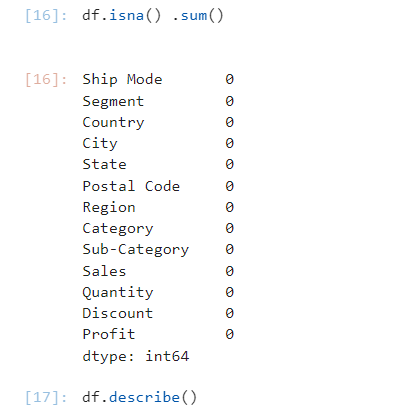 [16]: df.isna() .sum()
[16]: Ship Mode 0
Segment 0
Country 0
City 0
State 0
Postal Code 0
Region 0
Category 0
Sub-Category 0
Sales 0
Quantity 0
Discount 0
Profit 0
dtype: int64
[17]: df.describe()